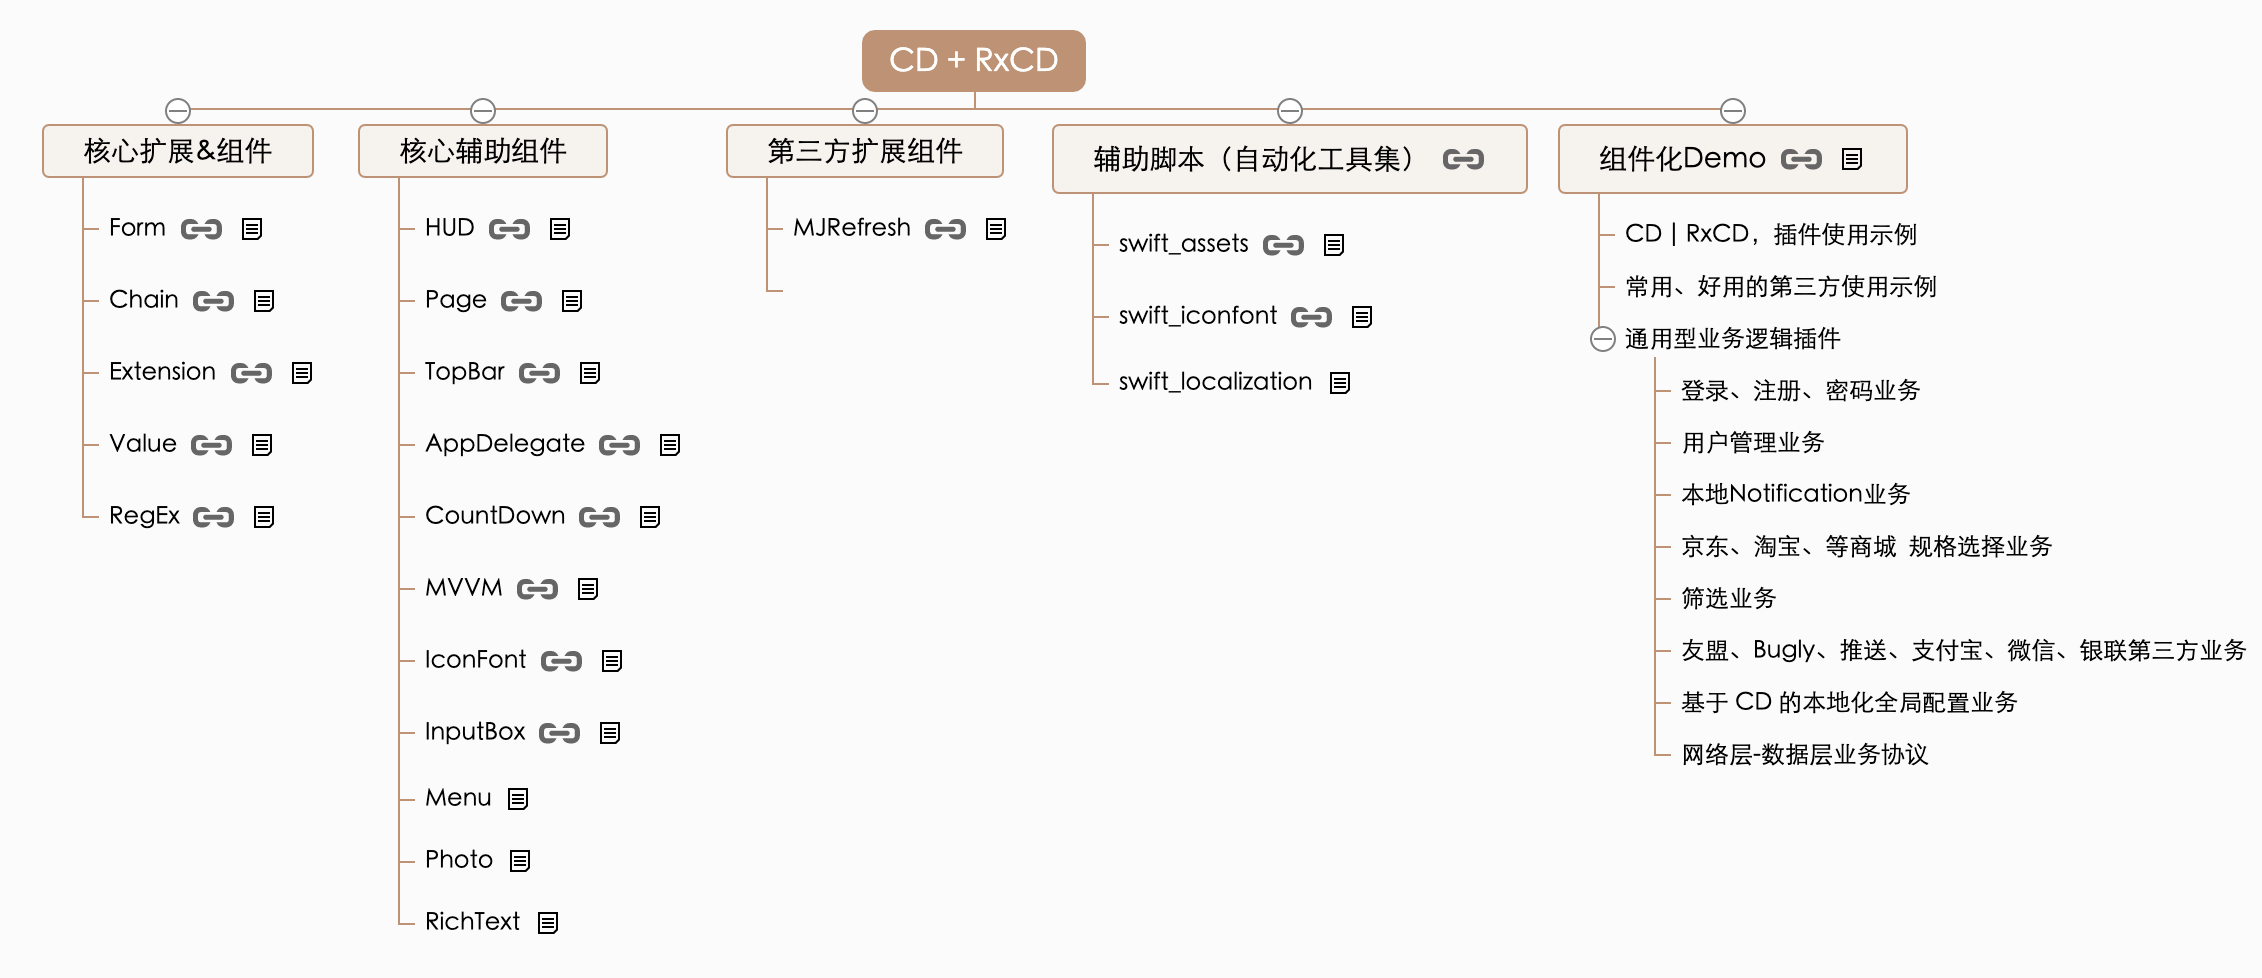 CD + RxCD
核心扩展&组件
Form
Chain
Extension
Value
RegEx
核心辅助组件
HUD
Page
TopBar
AppDelegate
CountDown
MVVM
IconFont
InputBox
Menu
Photo
RichText
第三方扩展组件
MJRefresh
辅助脚本（自动化工具集）
swift_assets
swift_iconfont
swift_localization
组件化Demo
CD | RxCD，插件使用示例
常用、好用的第三方使用示例
通用型业务逻辑插件
登录、注册、密码业务
用户管理业务
本地Notification业务
京东、淘宝、等商城 规格选择业务
筛选业务
友盟、Bugly、推送、支付宝、微信、银联第三方业务
基于 CD 的本地化全局配置业务
网络层-数据层业务协议